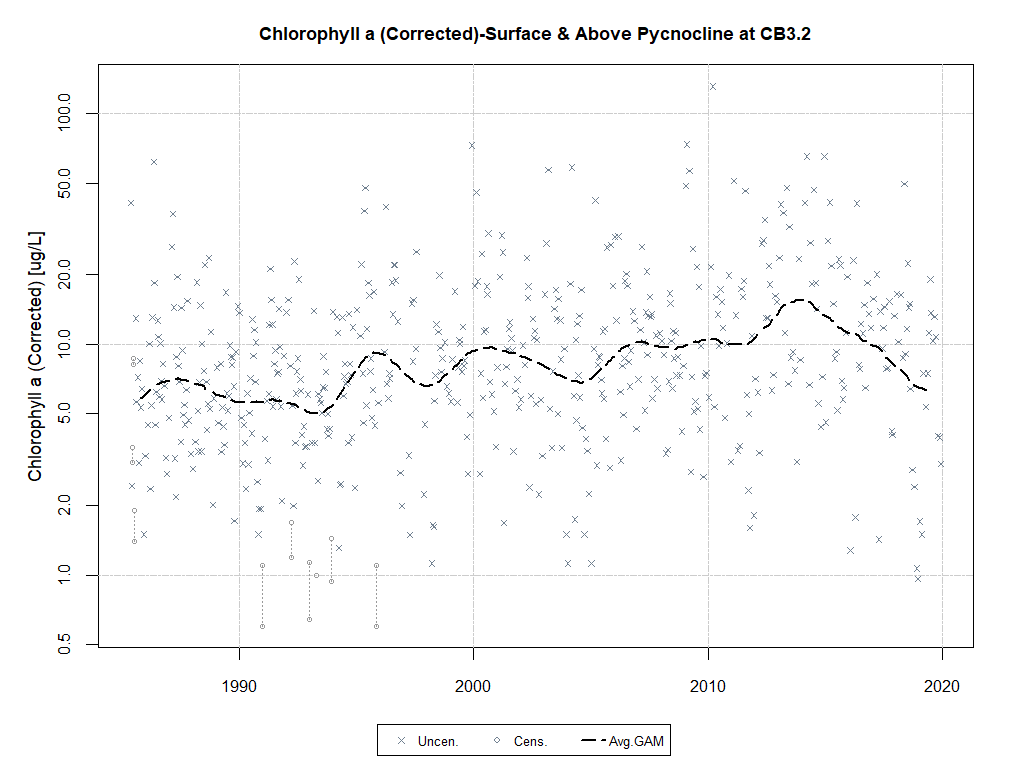 Chlorophyll a (Corrected)-Surface & Above Pycnocline at CB3.2
Chlorophyll a (Corrected) [ug/L]
100.0
50.0
20.0
10.0
5.0
2.0
1.0
0.5
1990 2000 2010 2020
Uncen. Cens. Avg.GAM